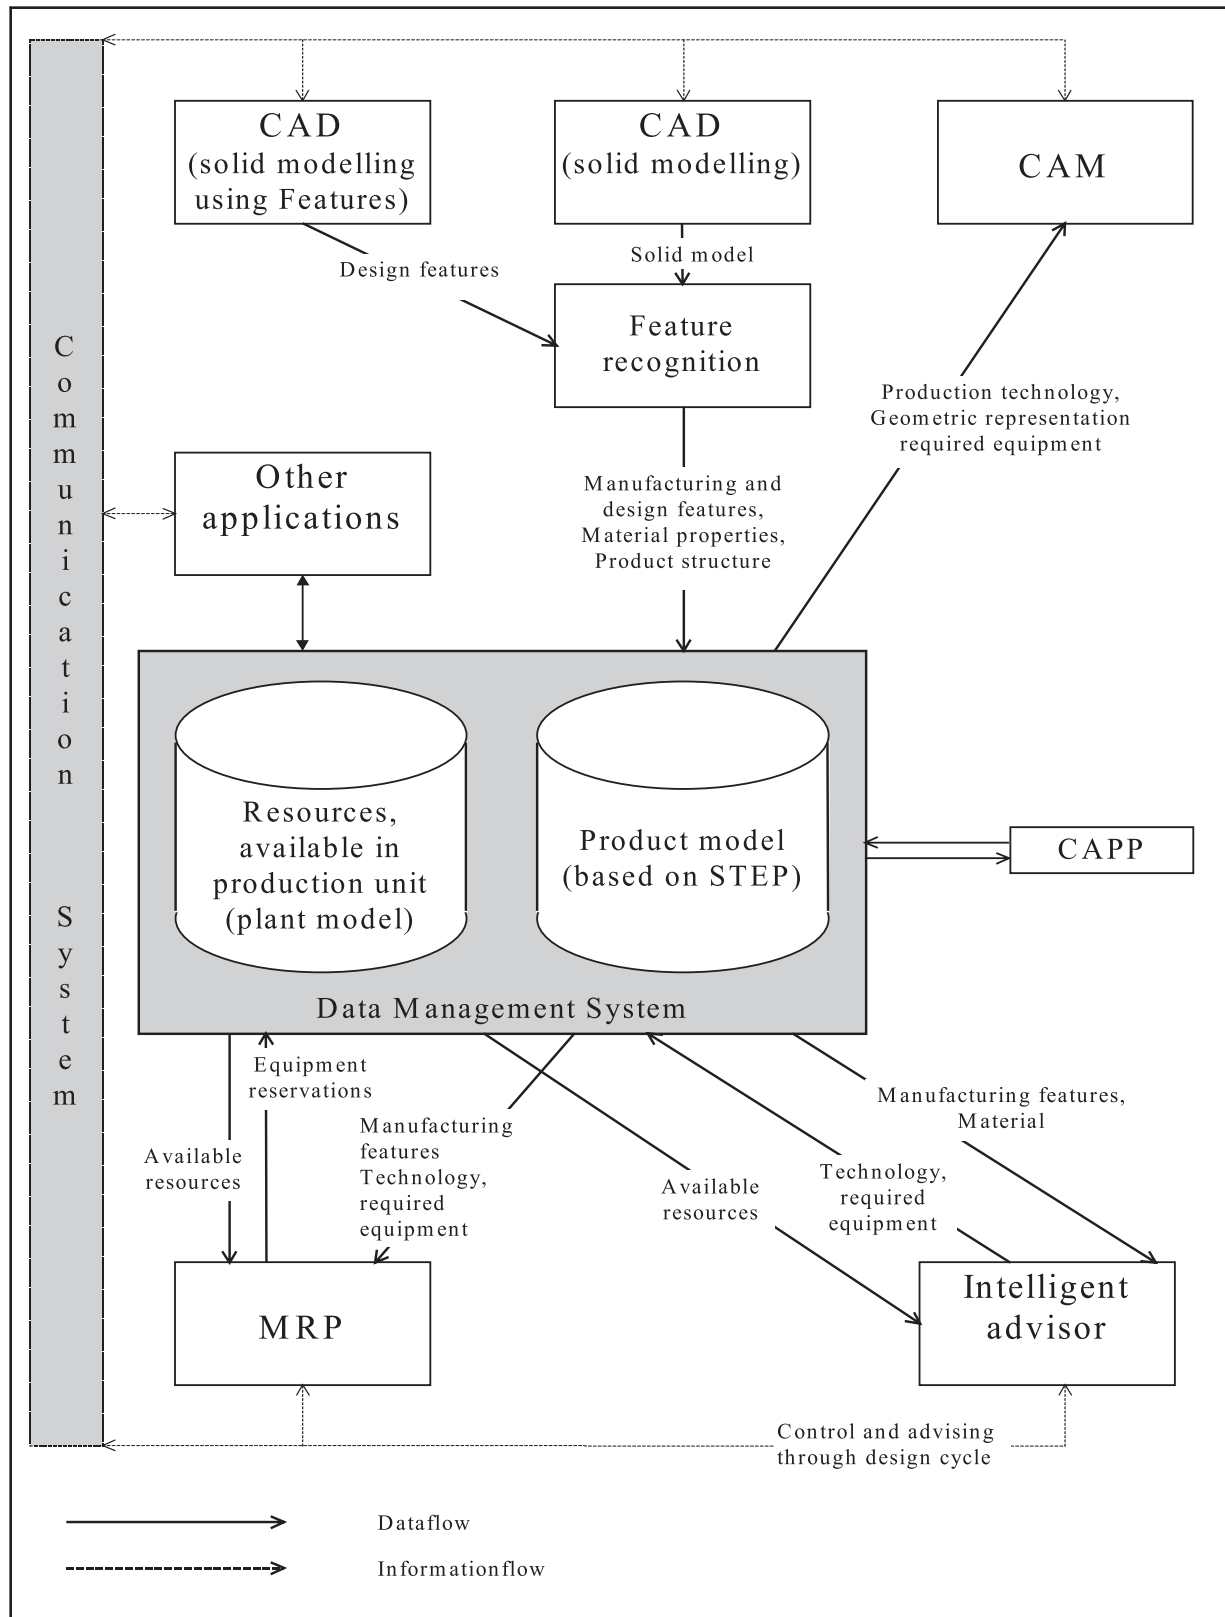 CAD
(solid modelling
using Features)
CAD
(solid modelling)
CAM
Design features
Solid model
Feature
recognition
Production technology,
Geometric representation
required equipment
Communication System
Other
applications
Manufacturing and
design features,
Material properties,
Product structure
Resources,
available in
production unit
(plant model)
Product model
(based on STEP)
CAPP
Data Management System
Equipment
reservations
Available
resources
Manufacturing
features
Technology,
required
equipment
Available
resources
Technology,
required
equipment
Manufacturing features,
Material
MRP
Intelligent
advisor
Control and advising
through design cycle
Dataflow
Informationflow